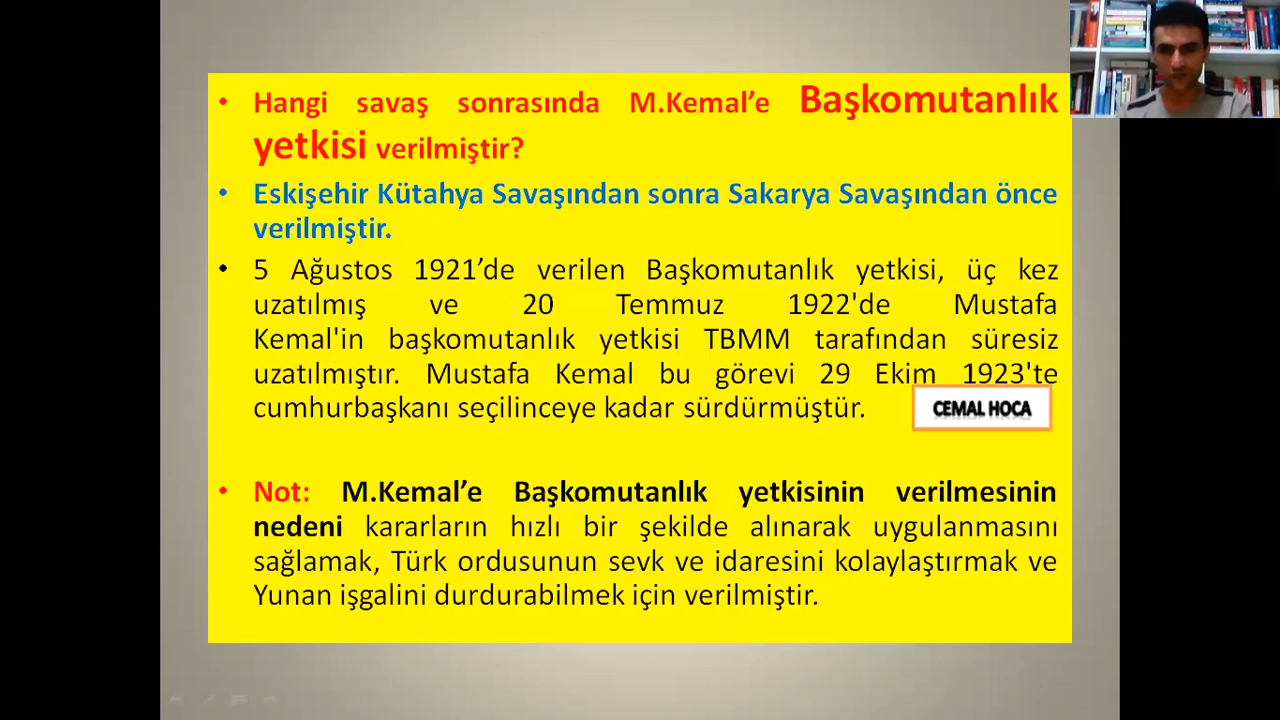 • Hangi savaş sonrasında M.Kemal’e Başkomutanlık
yetkisi verilmiştir?
• Eskişehir Kütahya Savaşından sonra Sakarya Savaşından önce
verilmiştir.
• 5 Ağustos 1921’de verilen Başkomutanlık yetkisi, üç kez
uzatılmış ve 20 Temmuz 1922'de Mustafa
Kemal'in başkomutanlık yetkisi TBMM tarafından süresiz
uzatılmıştır. Mustafa Kemal bu görevi 29 Ekim 1923'te
cumhurbaşkanı seçilinceye kadar sürdürmüştür.
CEMAL HOCA
• Not: M.Kemal’e Başkomutanlık yetkisinin verilmesinin
nedeni kararların hızlı bir şekilde alınarak uygulanmasını
sağlamak, Türk ordusunun sevk ve idaresini kolaylaştırmak ve
Yunan işgalini durdurabilmek için verilmiştir.